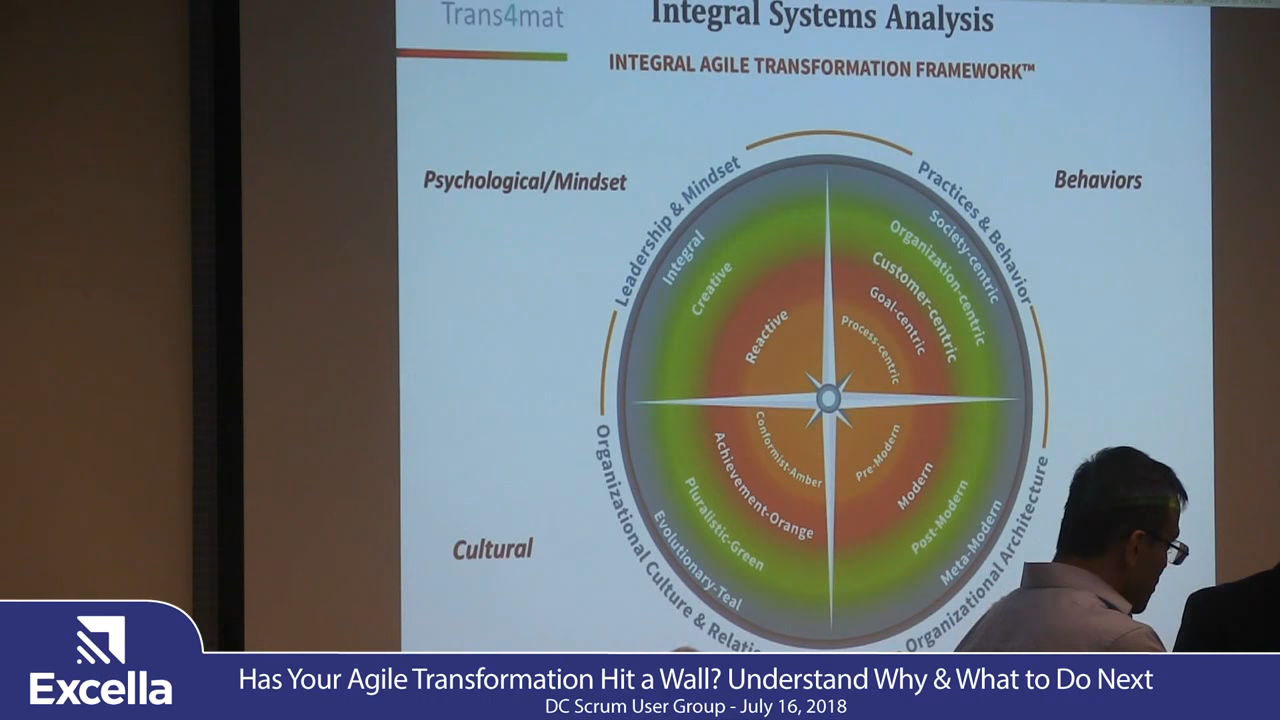 Trans4mat
Integral Systems Analysis
INTEGRAL AGILE TRANSFORMATION FRAMEWORK™
Psychological/Mindset
Behaviors
Leadership & Mindset
Practices & Behavior
Integral
Creative
Reactive
Society-centric
Organization-centric
Customer-centric
Goal-centric
Process-centric
Conformist-Amber
Achievement-Orange
Pluralistic-Green
Evolutionary-Teal
Pre-Modern
Modern
Post-Modern
Meta-Modern
Organizational Culture &
Organizational Architecture
Cultural
Excella
Has Your Agile Transformation Hit a Wall? Understand Why & What to Do Next
DC Scrum User Group - July 16, 2018